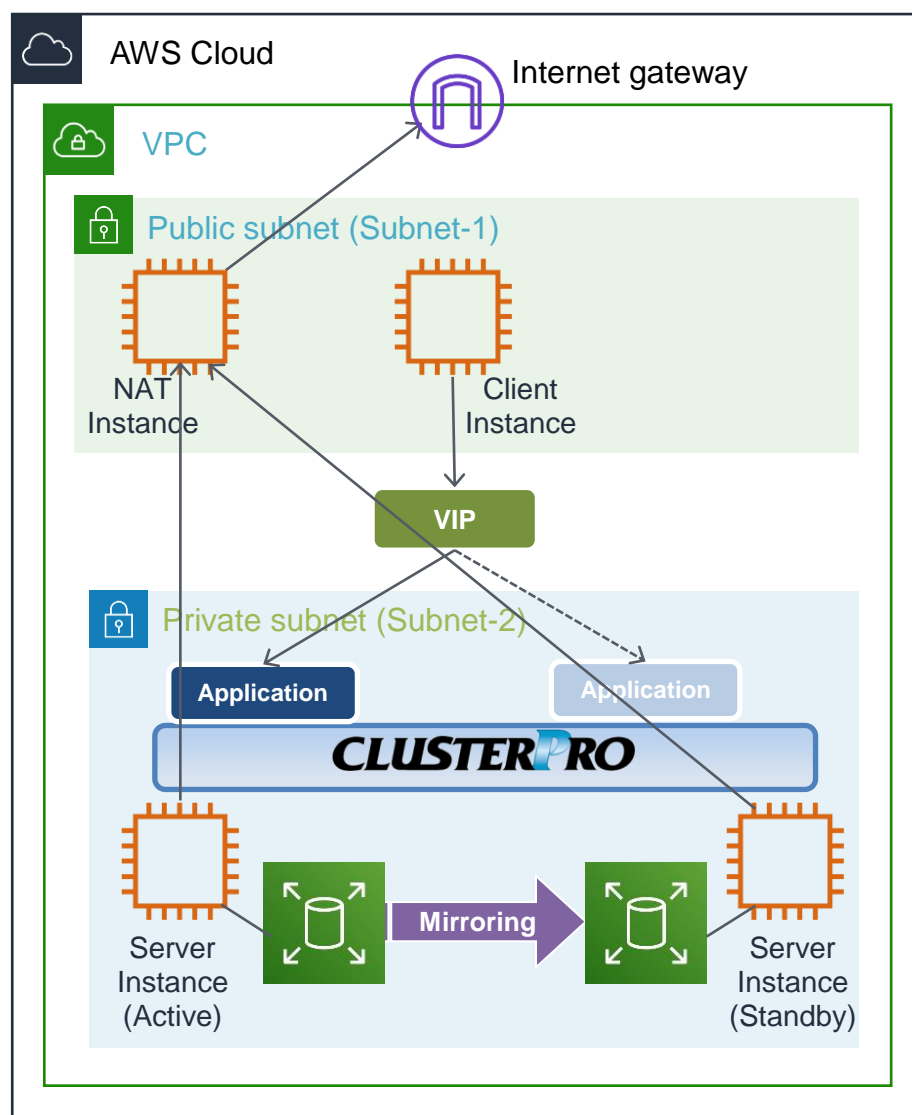 AWS Cloud
Internet gateway
VPC
Public subnet (Subnet-1)
NAT
Instance
Client
Instance
VIP
Private subnet (Subnet-2)
Application
Application
CLUSTERPRO
Mirroring
Server
Instance
(Active)
Server
Instance
(Standby)